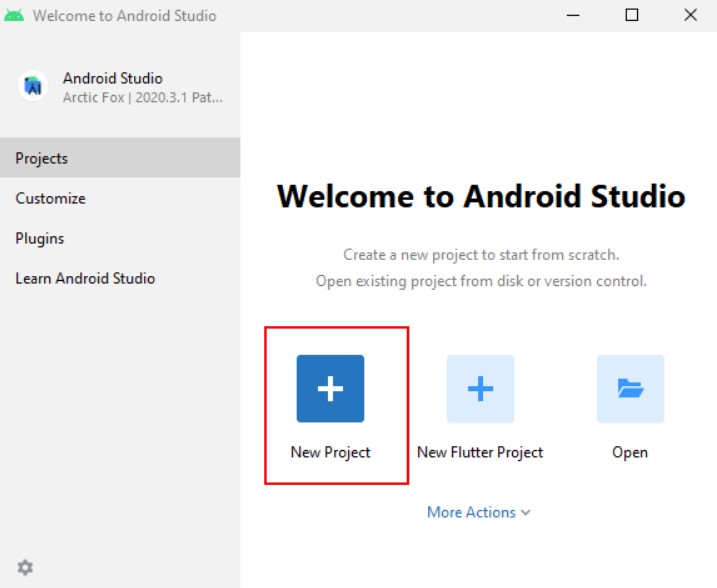 Welcome to Android Studio
Android Studio
Arctic Fox | 2020.3.1 Pat...
Projects
Customize
Plugins
Learn Android Studio
Welcome to Android Studio
Create a new project to start from scratch.
Open existing project from disk or version control.
New Project
New Flutter Project
Open
More Actions